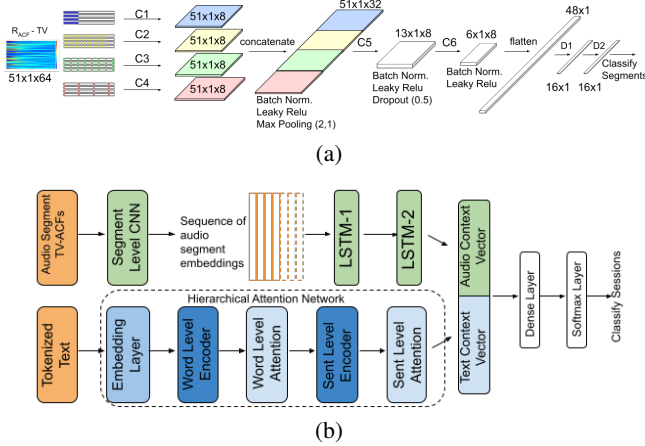 R_ACF - TV
51x1x64
C1
C2
C3
C4
51x1x8
51x1x8
51x1x8
51x1x8
concatenate
51x1x32
Batch Norm.
Leaky Relu
Max Pooling (2,1)
C5
13x1x8
Batch Norm.
Leaky Relu
Dropout (0.5)
C6
6x1x8
Batch Norm.
Leaky Relu
flatten
48x1
D1
16x1
D2
16x1
Classify
Segments
(a)
Audio Segment
TV-ACFs
Segment
Level CNN
Sequence of
audio
segment
embeddings
LSTM-1
LSTM-2
Audio Context
Vector
Hierarchical Attention Network
Tokenized
Text
Embedding
Layer
Word Level
Encoder
Word Level
Attention
Sent Level
Encoder
Sent Level
Attention
Text Context
Vector
Dense Layer
Softmax Layer
Classify Sessions
(b)